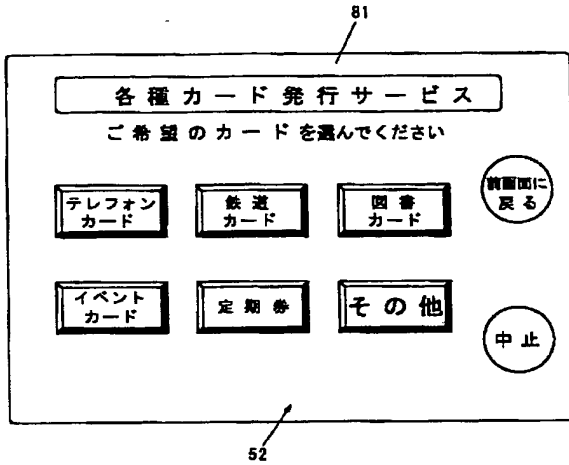 81
各種カード発行サービス
ご希望のカードを選んでください
テレフォン
カード
鉄道
カード
図書
カード
前画面に
戻る
イベント
カード
定期券
その他
中止
52